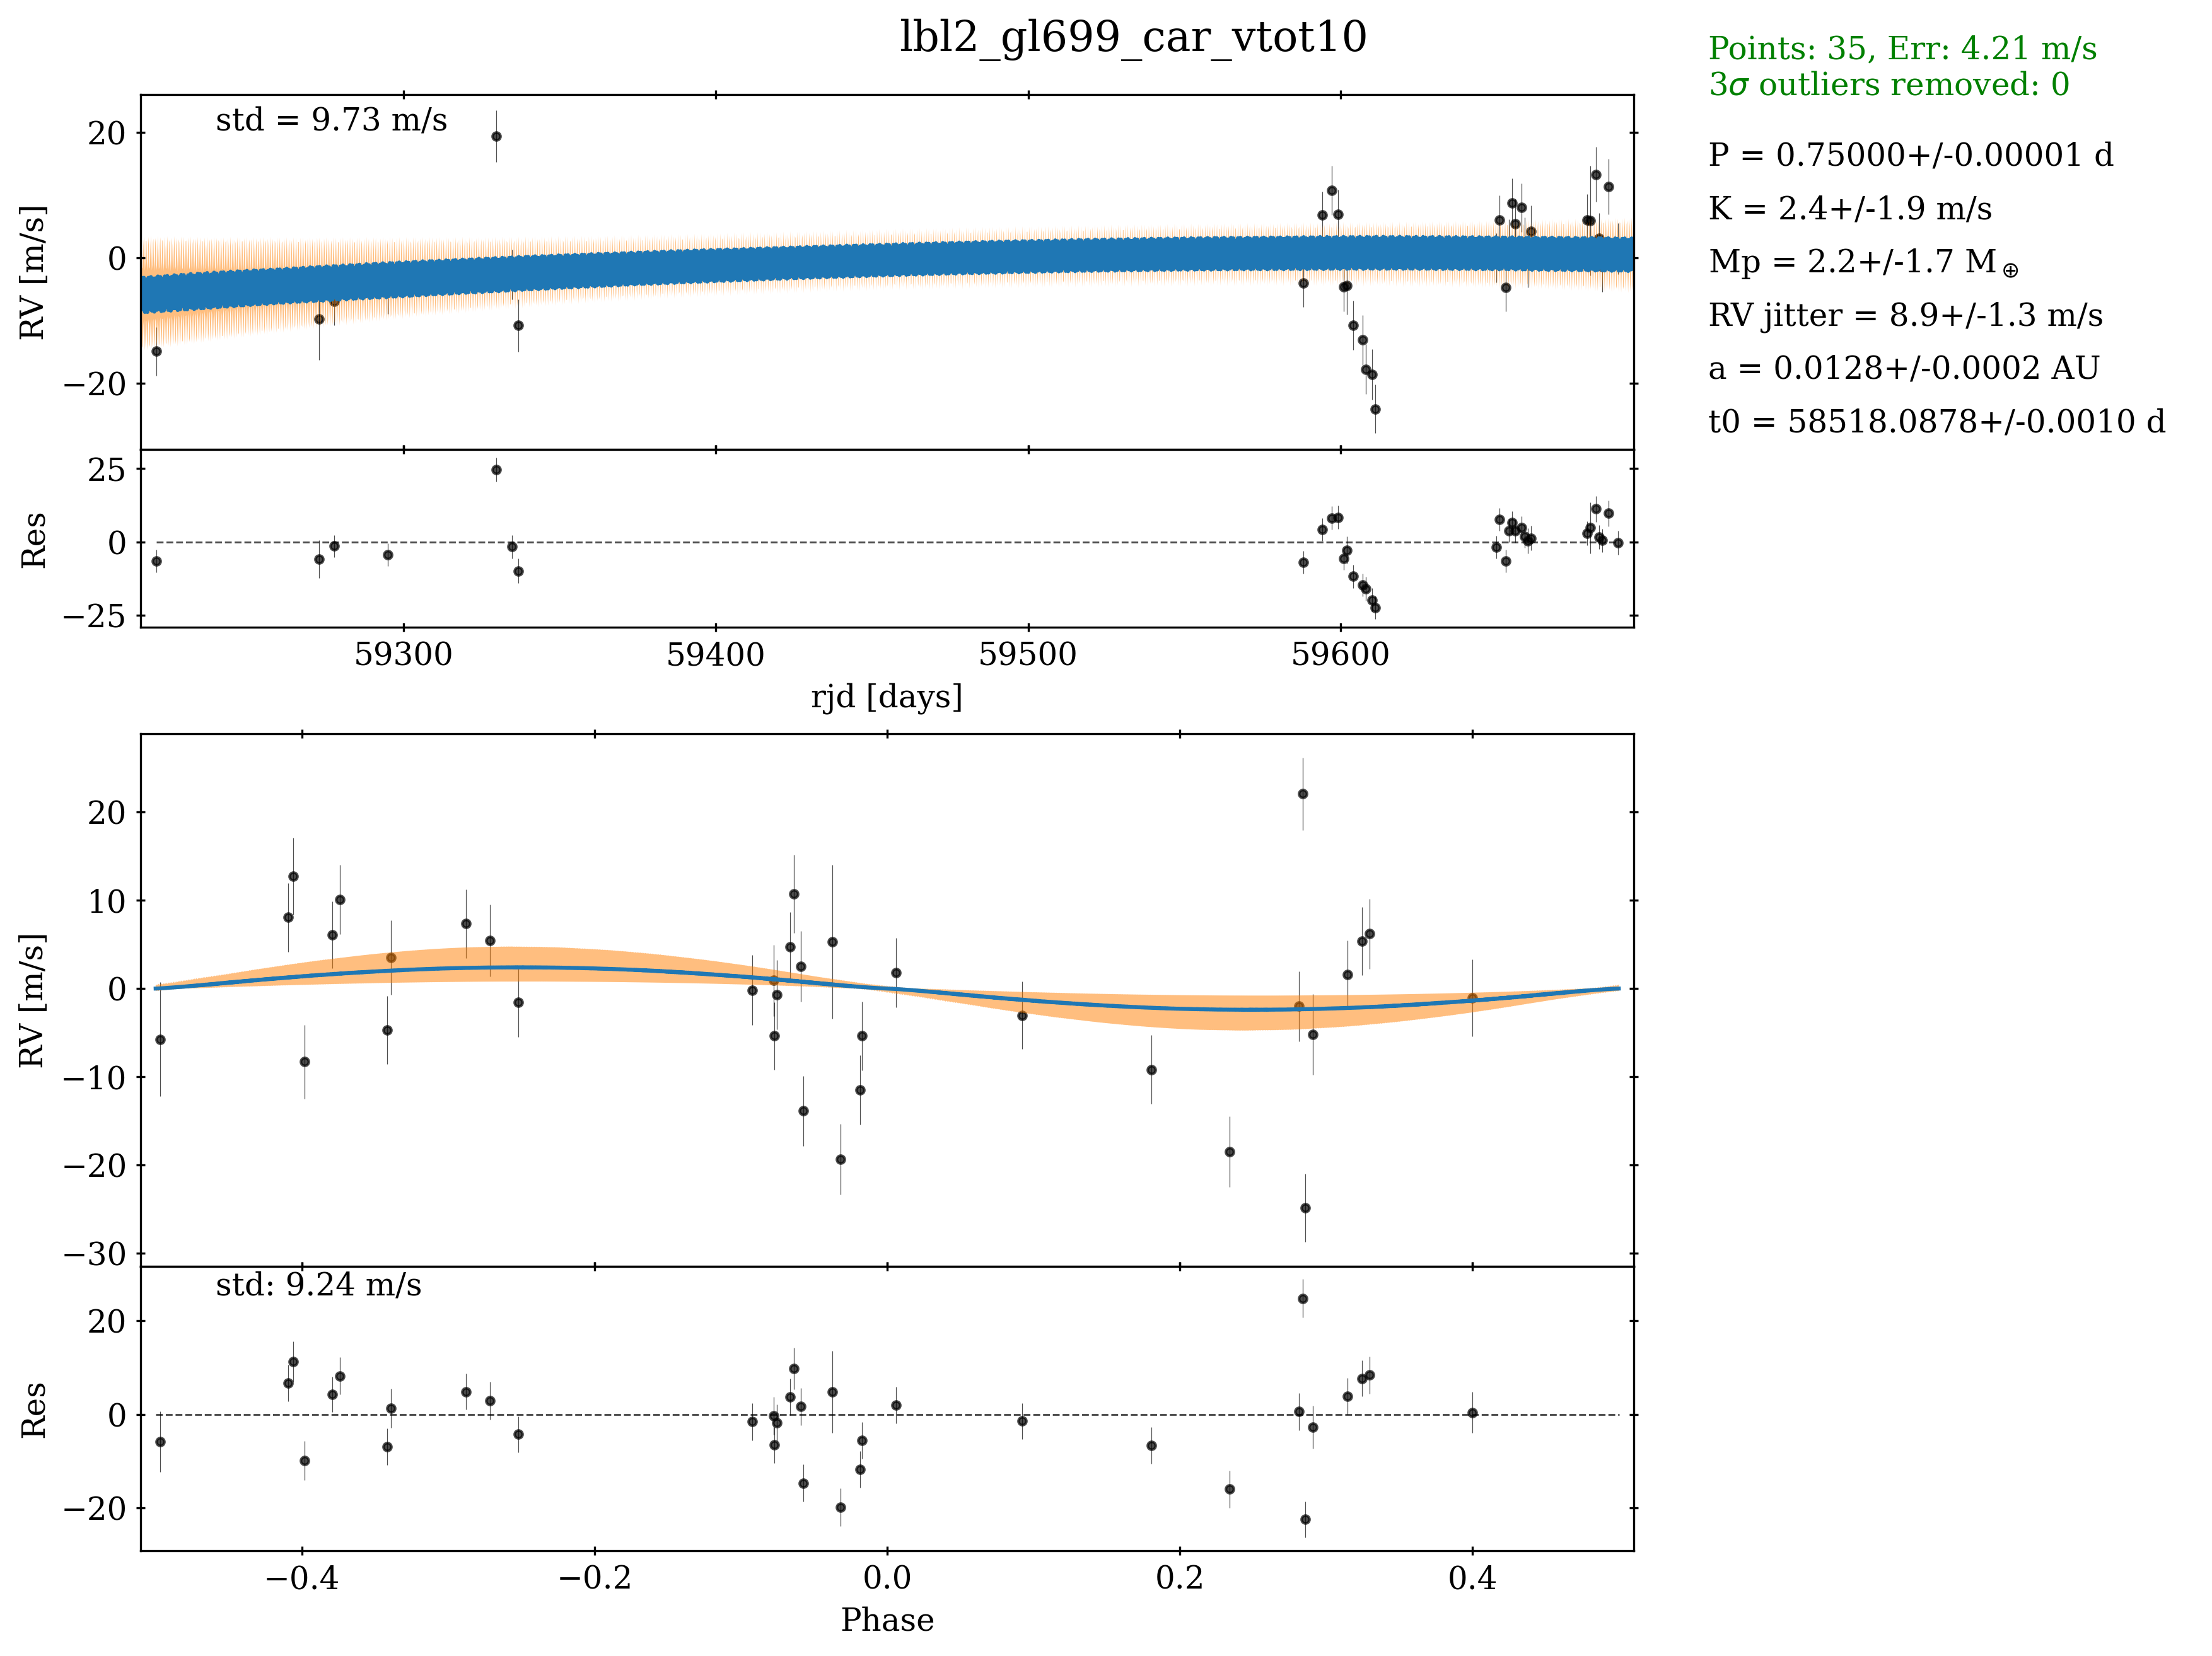 lbl2_gl699_car_vtot10
Points: 35, Err: 4.21 m/s
3σ outliers removed: 0
P = 0.75000+/-0.00001 d
K = 2.4+/-1.9 m/s
Mp = 2.2+/-1.7 M⊕
RV jitter = 8.9+/-1.3 m/s
a = 0.0128+/-0.0002 AU
t0 = 58518.0878+/-0.0010 d
std = 9.73 m/s
RV [m/s]
20
0
−20
Res
25
0
−25
59300 59400 59500 59600
rjd [days]
RV [m/s]
20
10
0
−10
−20
−30
std: 9.24 m/s
Res
20
0
−20
−0.4 −0.2 0.0 0.2 0.4
Phase